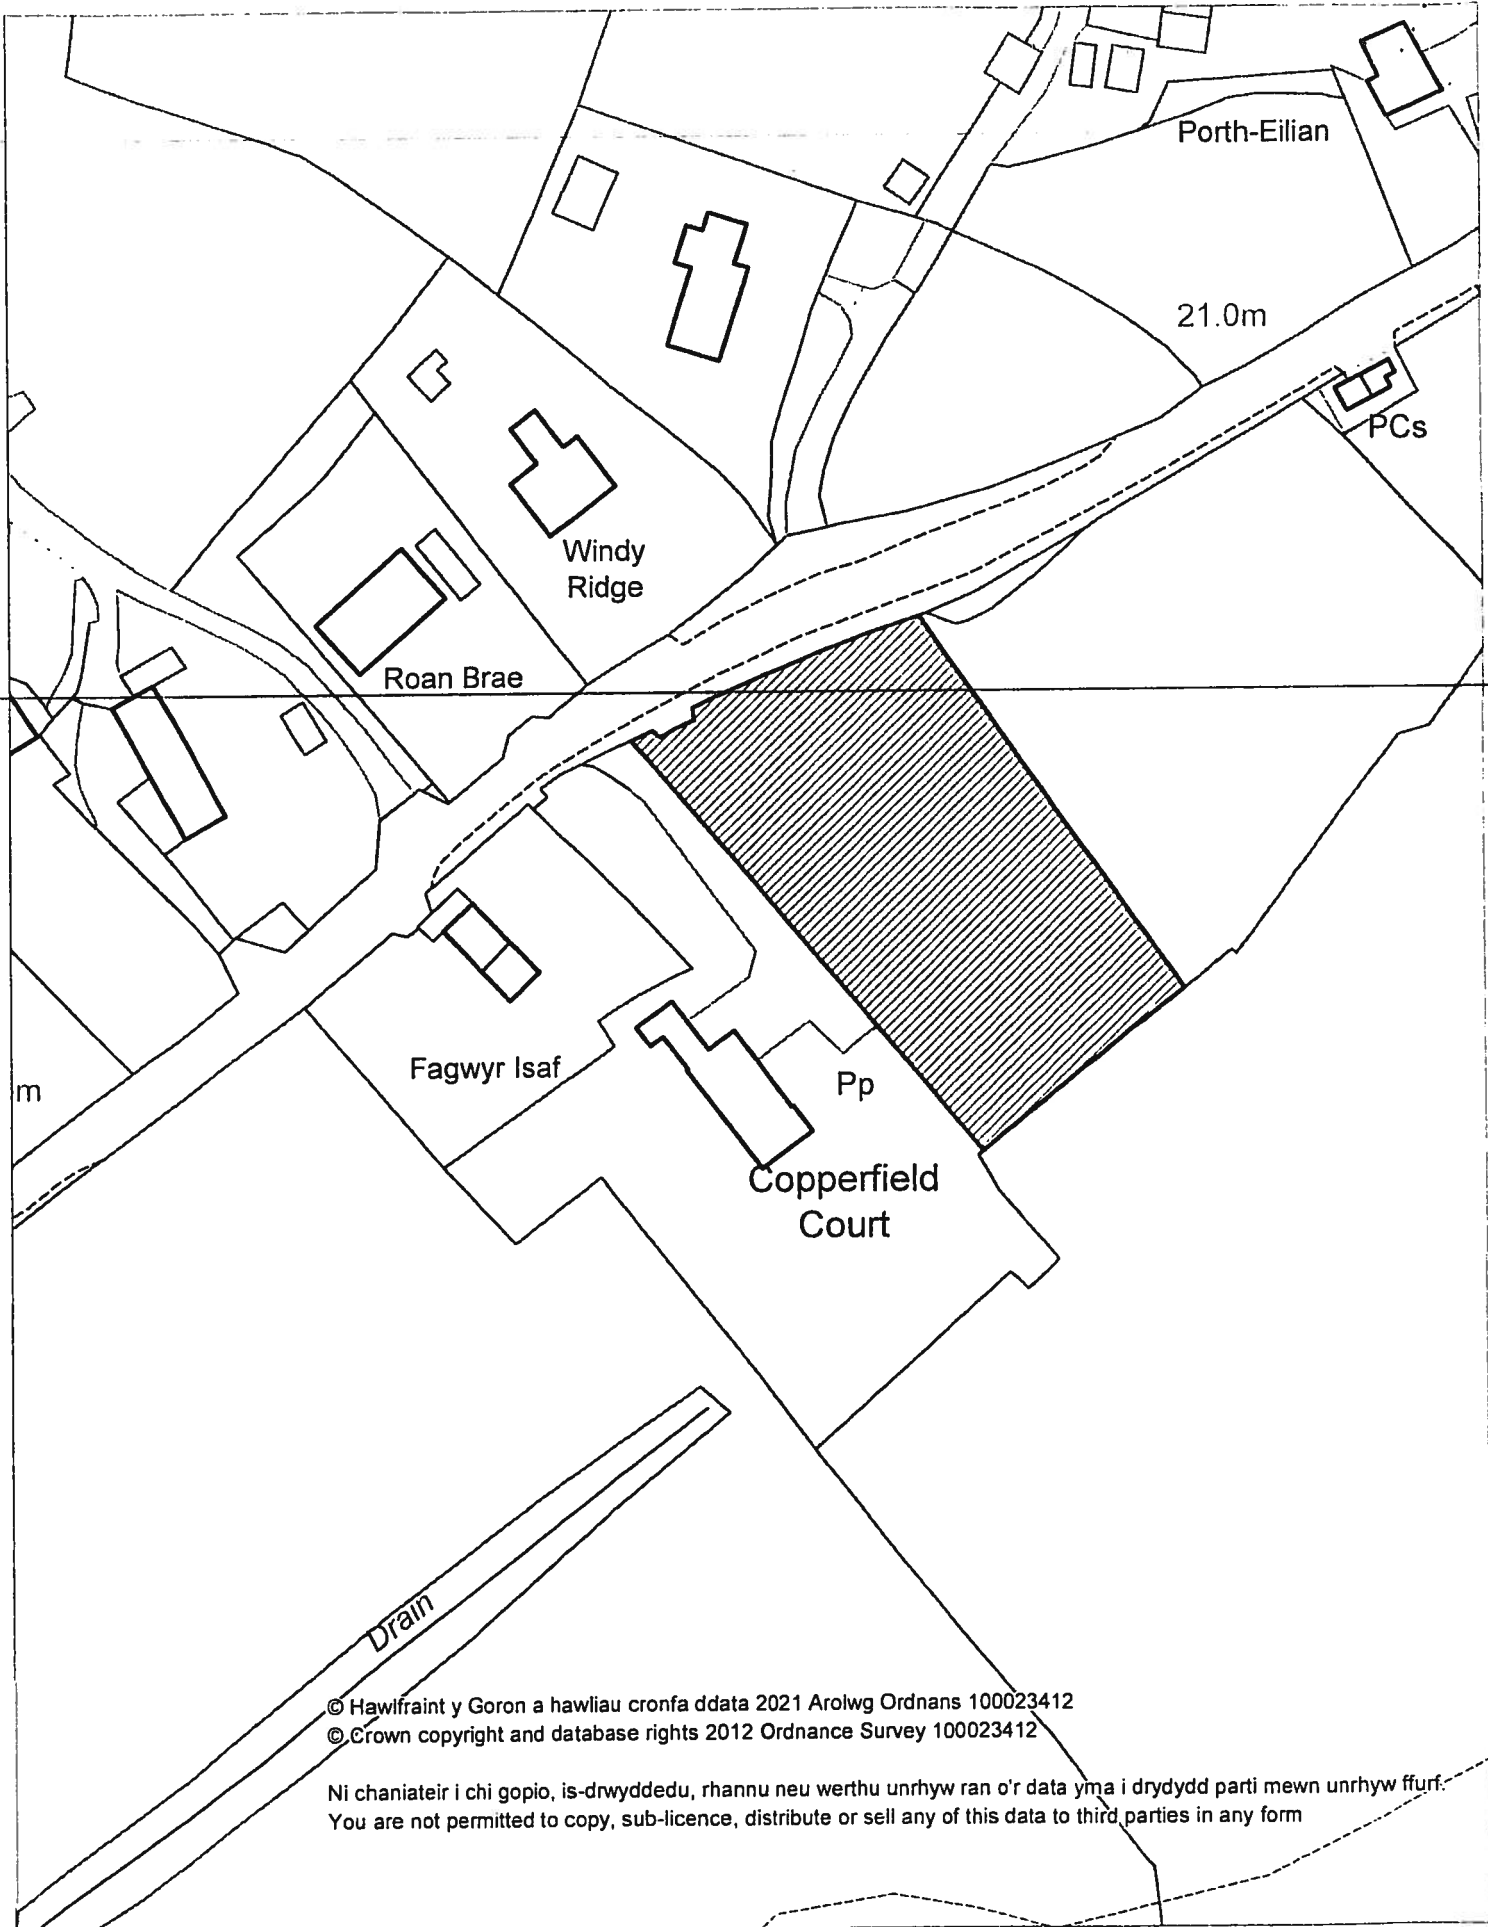 Porth-Eilian
21.0m
PCs
Windy
Ridge
Roan Brae
Fagwyr Isaf
m
Pp
Copperfield
Court
Drain
© Hawlfraint y Goron a hawliau cronfa ddata 2021 Arolwg Ordnans 100023412
© Crown copyright and database rights 2012 Ordnance Survey 100023412
Ni chaniateir i chi gopio, is-drwyddedu, rhannu neu werthu unrhyw ran o'r data yma i drydydd parti mewn unrhyw ffurf.
You are not permitted to copy, sub-licence, distribute or sell any of this data to third parties in any form